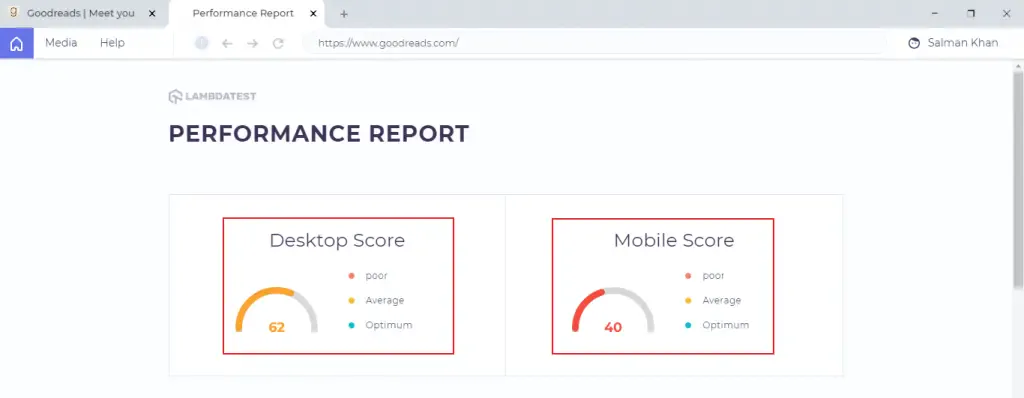 Goodreads | Meet you
Performance Report
Media
Help
https://www.goodreads.com/
Salman Khan
LAMBDATEST
PERFORMANCE REPORT
Desktop Score
poor
Average
Optimum
62
Mobile Score
poor
Average
Optimum
40